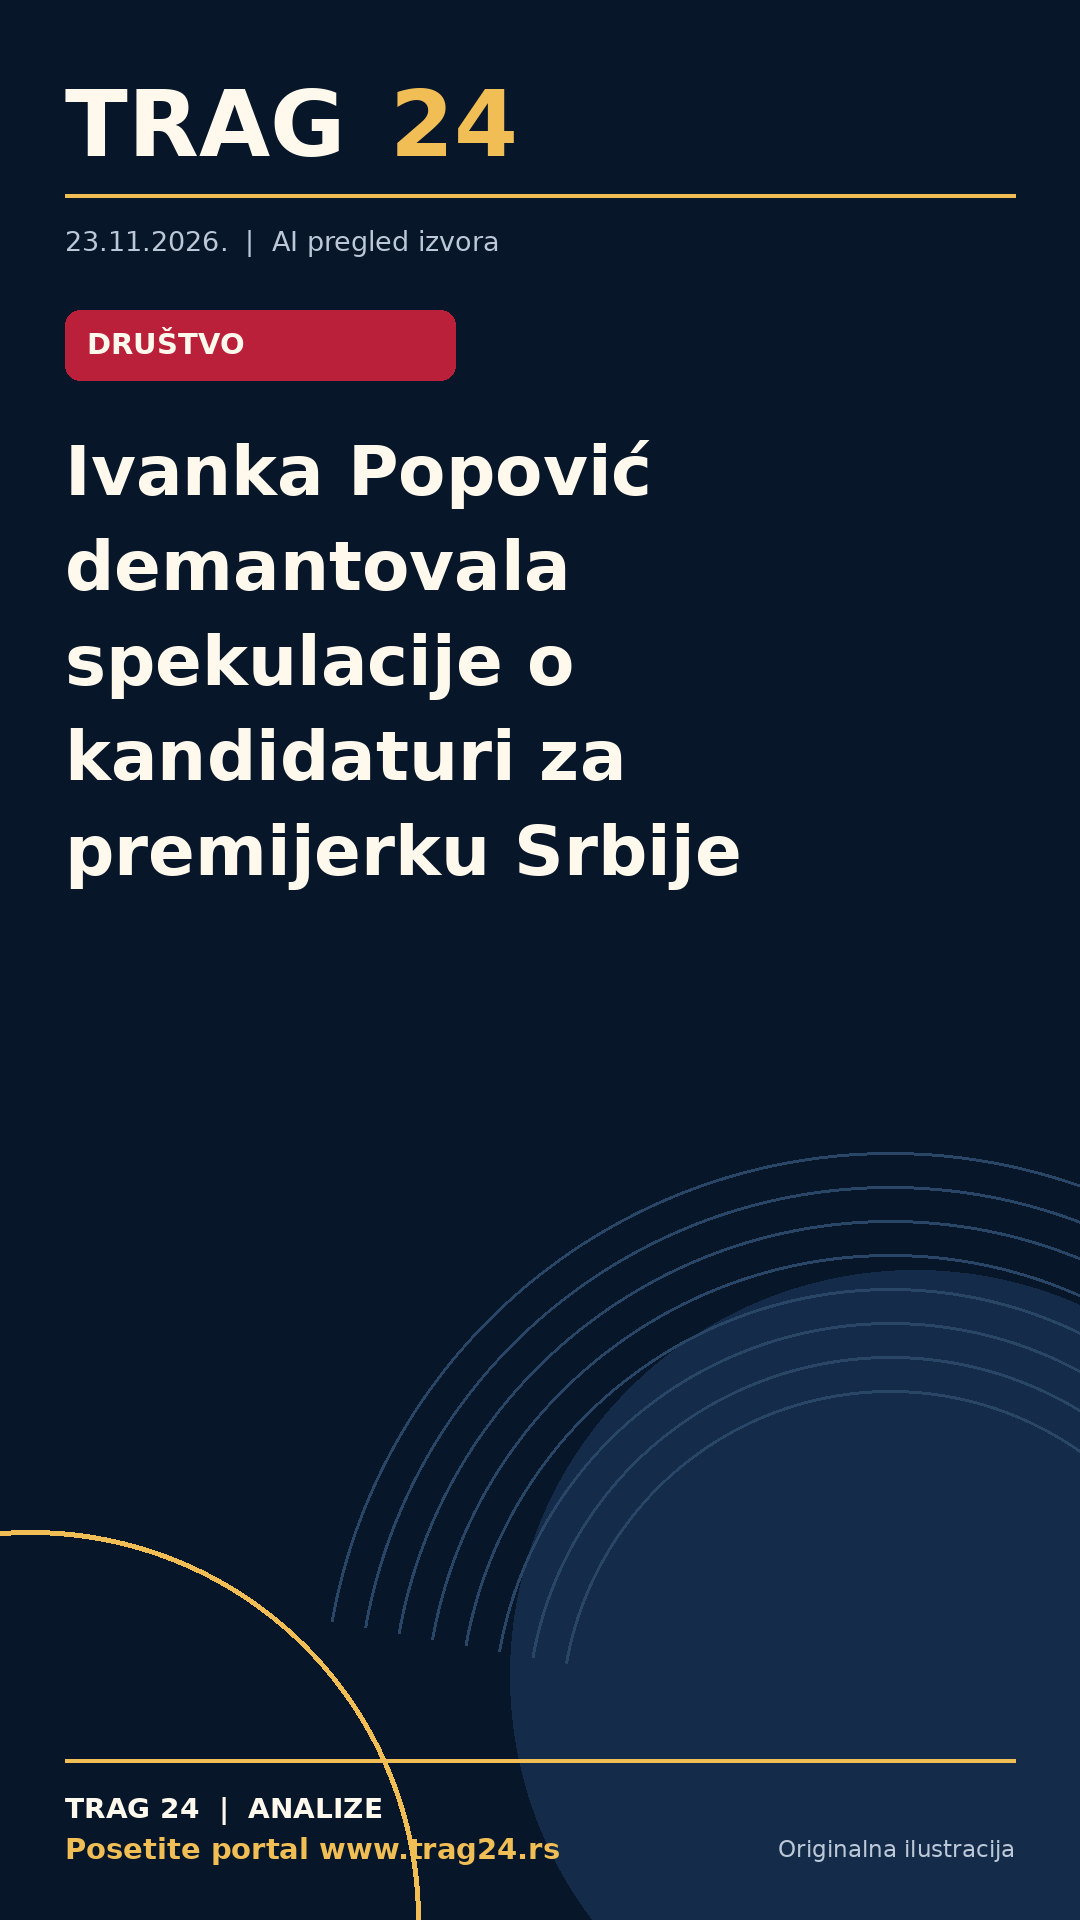 TRAG 24
23.11.2026. | AI pregled izvora
DRUŠTVO
Ivanka Popović
demantovala
spekulacije o
kandidaturi za
premijerku Srbije
TRAG 24 | ANALIZE
Posetite portal www.trag24.rs
Originalna ilustracija